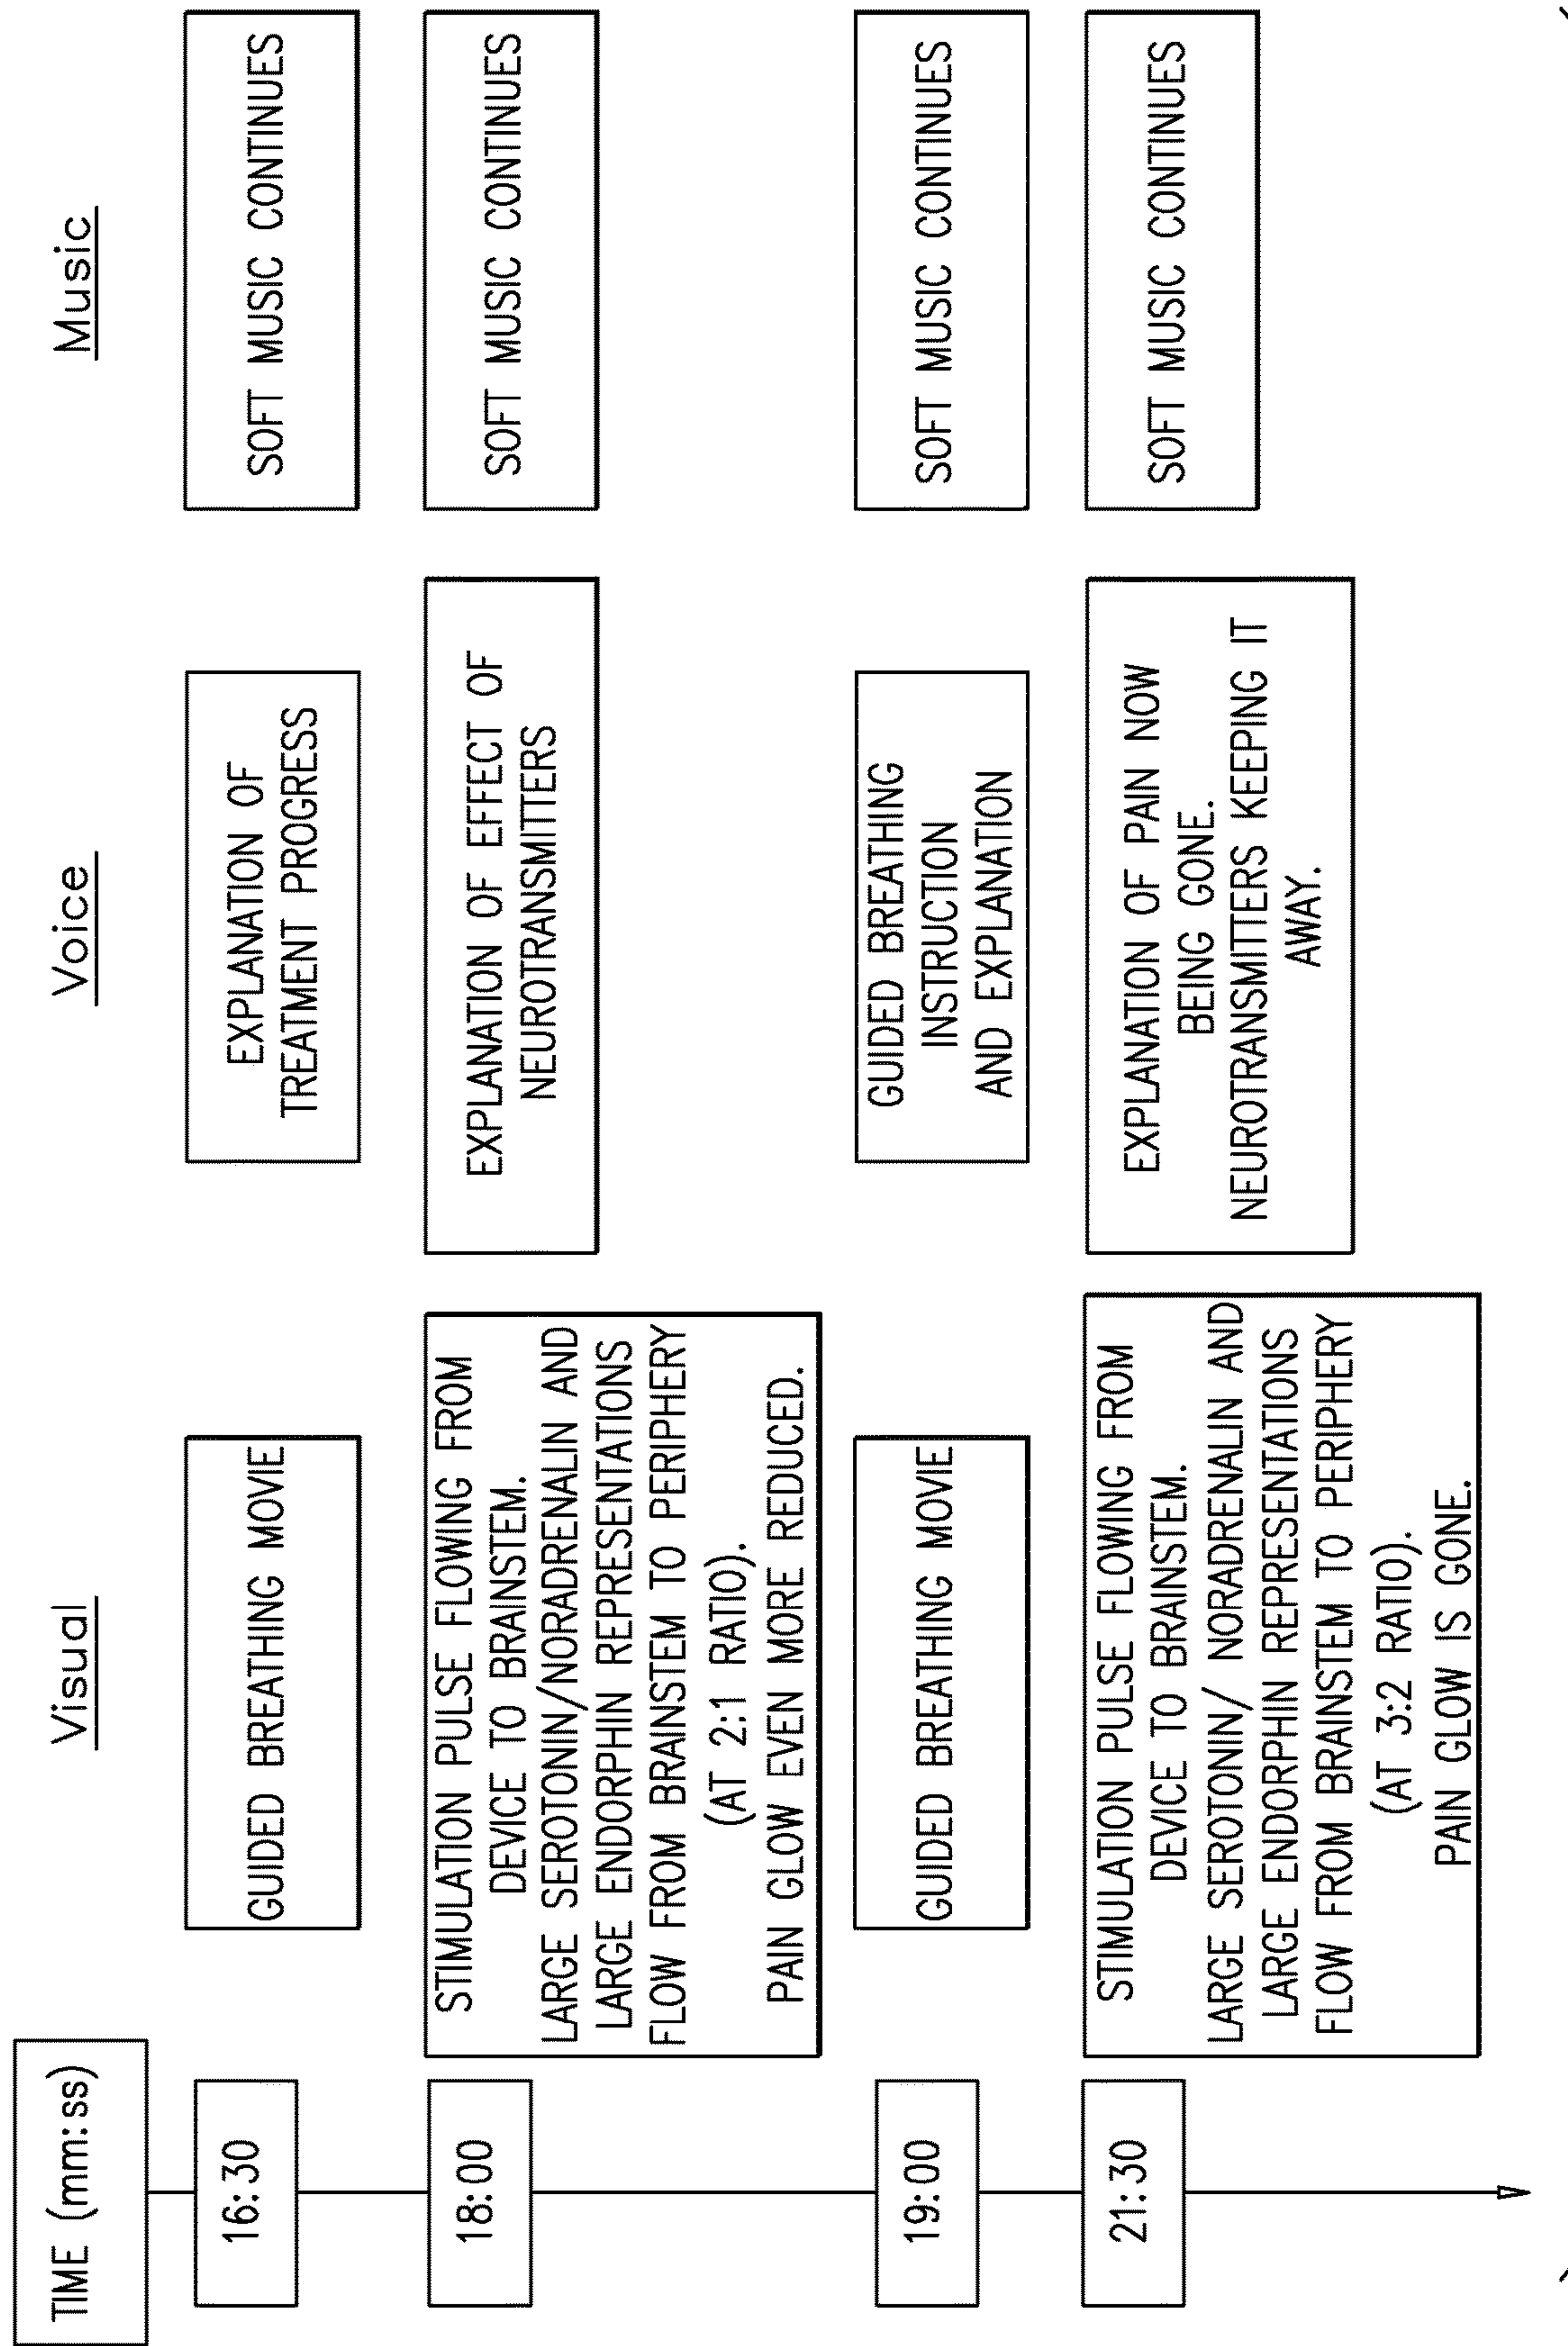 TIME (mm:ss)
Visual
Voice
Music
16:30
GUIDED BREATHING MOVIE
EXPLANATION OF
TREATMENT PROGRESS
SOFT MUSIC CONTINUES
18:00
STIMULATION PULSE FLOWING FROM
DEVICE TO BRAINSTEM.
LARGE SEROTONIN/NORADRENALIN AND
LARGE ENDORPHIN REPRESENTATIONS
FLOW FROM BRAINSTEM TO PERIPHERY
(AT 2:1 RATIO).
PAIN GLOW EVEN MORE REDUCED.
EXPLANATION OF EFFECT OF
NEUROTRANSMITTERS
SOFT MUSIC CONTINUES
19:00
GUIDED BREATHING MOVIE
GUIDED BREATHING
INSTRUCTION
AND EXPLANATION
SOFT MUSIC CONTINUES
21:30
STIMULATION PULSE FLOWING FROM
DEVICE TO BRAINSTEM.
LARGE SEROTONIN/ NORADRENALIN AND
LARGE ENDORPHIN REPRESENTATIONS
FLOW FROM BRAINSTEM TO PERIPHERY
(AT 3:2 RATIO).
PAIN GLOW IS GONE.
EXPLANATION OF PAIN NOW
BEING GONE.
NEUROTRANSMITTERS KEEPING IT
AWAY.
SOFT MUSIC CONTINUES